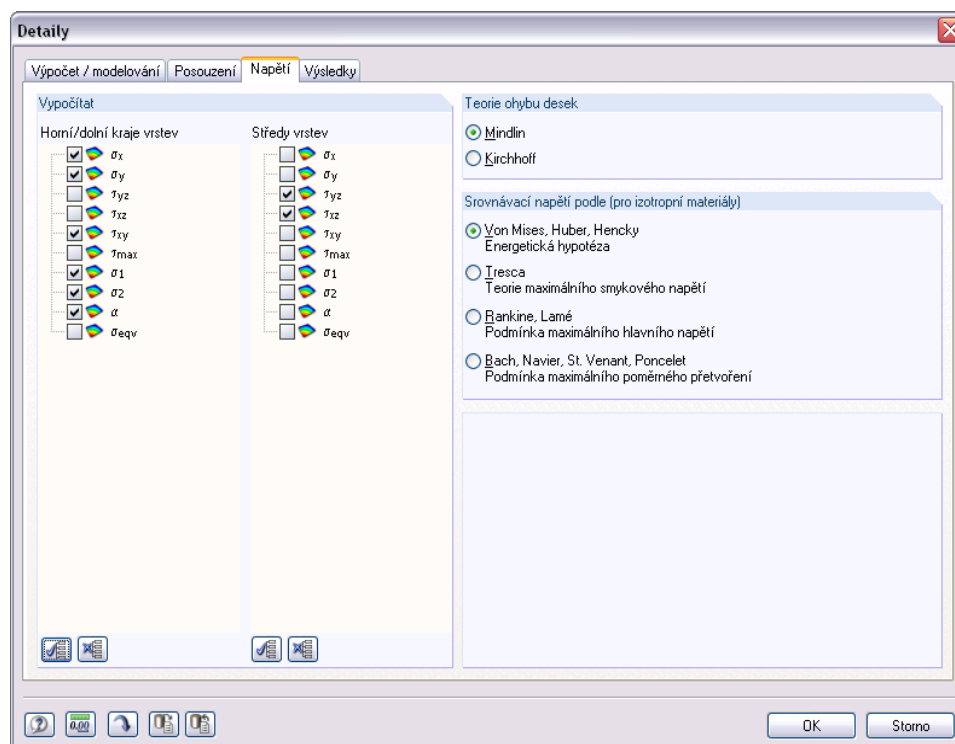 Detaily
Výpočet / modelování Posouzení Napětí Výsledky
Vypočítat
Horní/dolní kraje vrstev
σx
σy
τyz
τxz
τxy
τmax
σ1
σ2
α
σeqv
Středy vrstev
σx
σy
τyz
τxz
τxy
τmax
σ1
σ2
α
σeqv
Teorie ohybu desek
Mindlin
Kirchhoff
Srovnávací napětí podle (pro izotropní materiály)
Von Mises, Huber, Hencky
Energetická hypotéza
Tresca
Teorie maximálního smykového napětí
Rankine, Lamé
Podmínka maximálního hlavního napětí
Bach, Navier, St. Venant, Poncelet
Podmínka maximálního poměrného přetvoření
0.00
OK
Storno